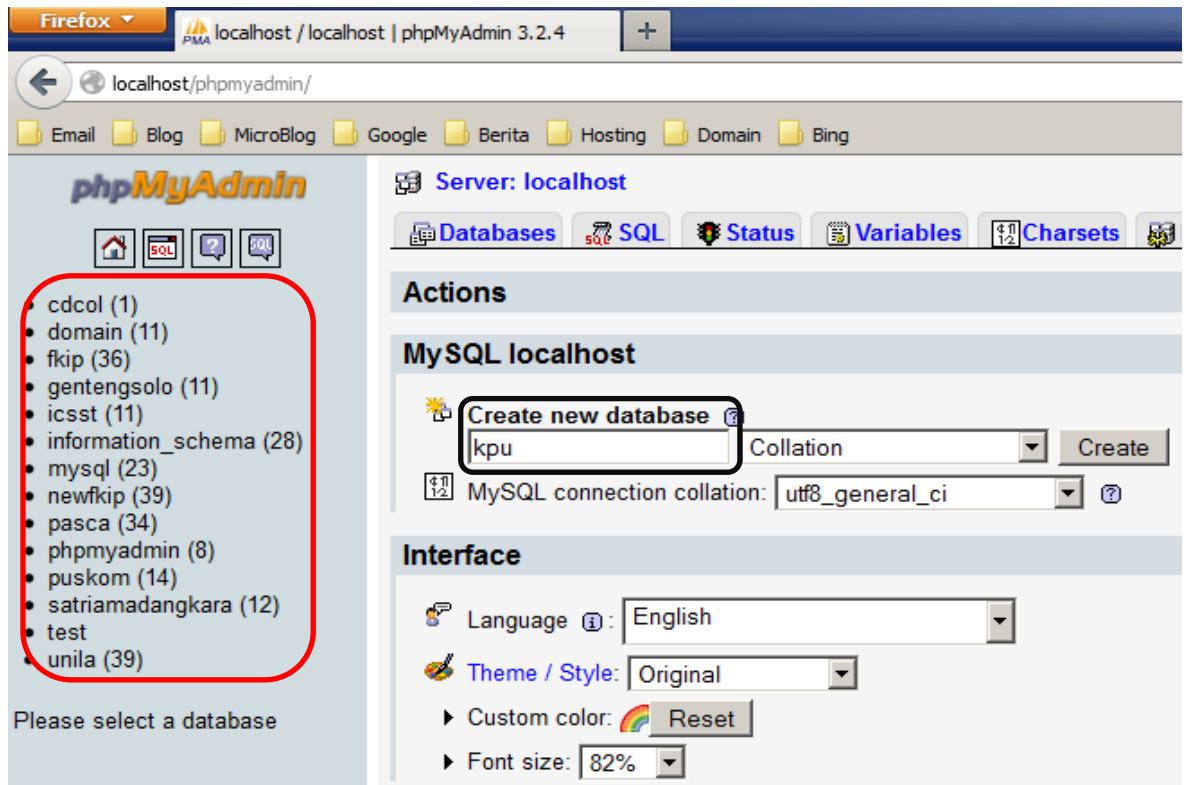 Firefox
PMA localhost / localhost | phpMyAdmin 3.2.4 +
localhost/phpmyadmin/
Email Blog MicroBlog Google Berita Hosting Domain Bing
phpMyAdmin
SQL ? SQL
cdcol (1)
domain (11)
fkip (36)
gentengsolo (11)
icsst (11)
information_schema (28)
mysql (23)
newfkip (39)
pasca (34)
phpmyadmin (8)
puskom (14)
satriamadangkara (12)
test
unila (39)
Please select a database
Server: localhost
Databases SQL Status Variables Charsets
Actions
MySQL localhost
Create new database ?
kpu Collation Create
MySQL connection collation: utf8_general_ci ?
Interface
Language i : English
Theme / Style: Original
Custom color: Reset
Font size: 82%